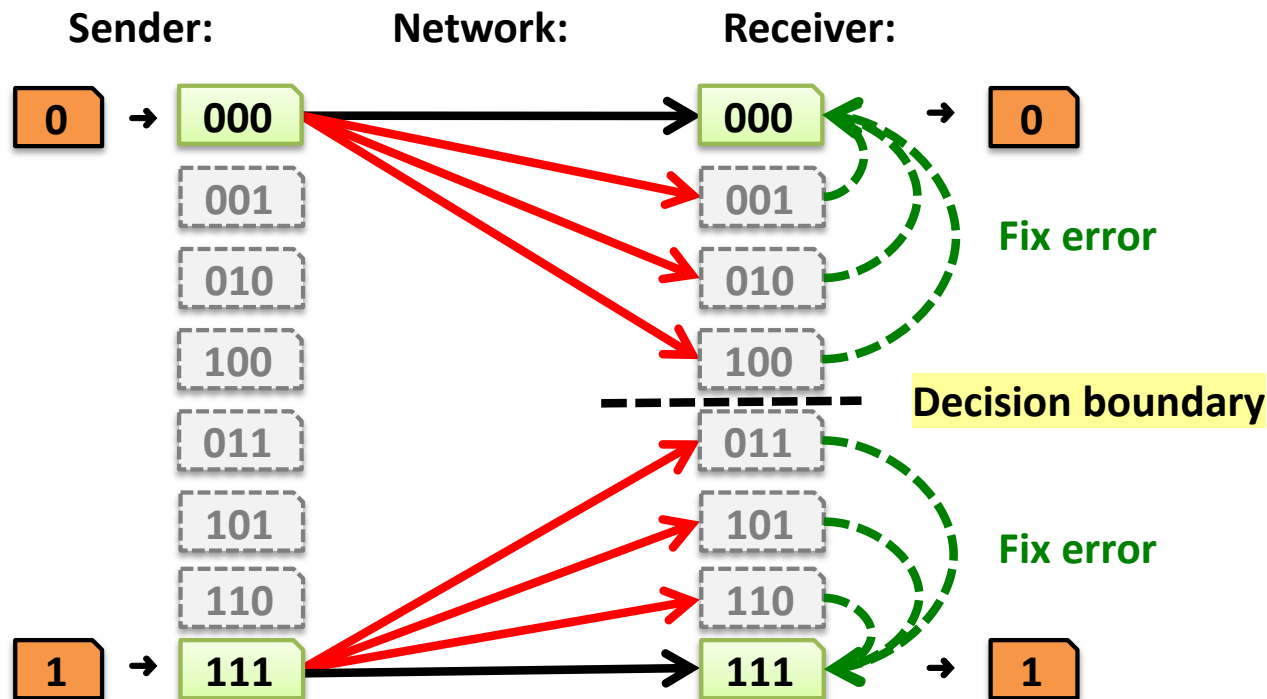 Sender: Network: Receiver:
0 → 000 000 → 0
001 001
010 010 Fix error
100 100
Decision boundary
011 011
101 101 Fix error
110 110
1 → 111 111 → 1